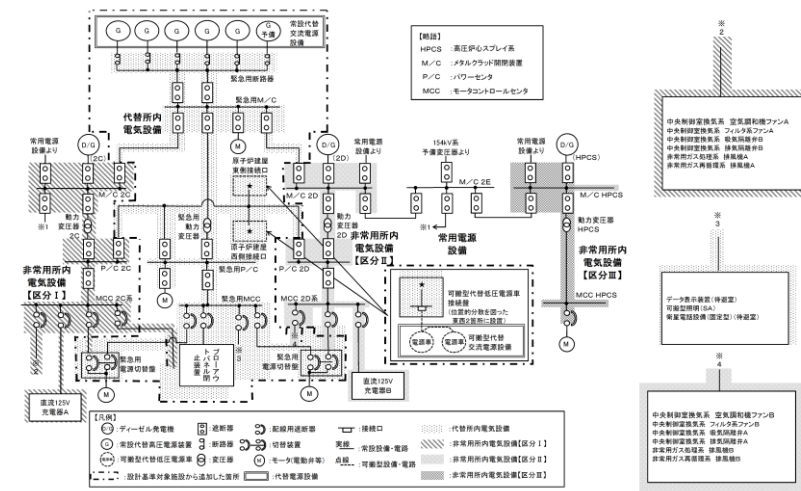 G
G
G
G
G
G
予備
常設代替
交流電源
設備
緊急用断路器
緊急用M/C
代替所内
電気設備
【略語】
HPCS :高圧炉心スプレイ系
M/C :メタルクラッド開閉装置
P/C :パワーセンタ
MCC :モータコントロールセンタ
常用電源
設備より
D/G
(2C)
M
原子炉建屋
東側接続口
D/G
(2D)
常用電源
設備より
154kV系
予備変圧器より
常用電源
設備より
D/G
(HPCS)
M/C 2C
M/C 2D
M/C 2E
M/C HPCS
※1
動力
変圧器
2C
緊急用
動力
変圧器
原子炉建屋
西側接続口
動力
変圧器
2D
※1
常用電源
設備
動力変圧器
HPCS
非常用所内
電気設備
【区分Ⅰ】
P/C 2C
緊急用P/C
P/C 2D
非常用所内
電気設備
【区分Ⅱ】
非常用所内
電気設備
【区分Ⅲ】
M
MCC 2C系
緊急用MCC
MCC 2D系
MCC HPCS
可搬型代替低圧電源車
接続盤
(位置的分散を図った
東西2箇所に設置)
電源車
電源車
可搬型代替
交流電源設備
※2
緊急用
電源切替盤
ブローアウト
パネル閉
止装置
※3
※4
緊急用
電源切替盤
M
M
M
直流125V
充電器A
直流125V
充電器B
【凡例】
D/G :ディーゼル発電機
:遮断器
:配線用遮断器
:接続口
:代替所内電気設備
G :常設代替高圧電源装置
:断路器
:切替装置
実線 :常設設備・電路
:非常用所内電気設備【区分Ⅰ】
電源車 :可搬型代替低圧電源車
:変圧器
M :モータ(電動弁等)
点線 :可搬型設備・電路
:非常用所内電気設備【区分Ⅱ】
:設計基準対象施設から追加した箇所
:代替電源設備
:非常用所内電気設備【区分Ⅲ】
※
2
中央制御室換気系 空気調和機ファンA
中央制御室換気系 フィルタ系ファンA
中央制御室換気系 吸気隔離弁B
中央制御室換気系 排気隔離弁B
非常用ガス処理系 排風機A
非常用ガス再循環系 排風機A
※
3
データ表示装置(待避室)
可搬型照明(SA)
衛星電話設備(固定型)(待避室)
※
4
中央制御室換気系 空気調和機ファンB
中央制御室換気系 フィルタ系ファンB
中央制御室換気系 吸気隔離弁A
中央制御室換気系 排気隔離弁A
非常用ガス処理系 排風機B
非常用ガス再循環系 排風機B